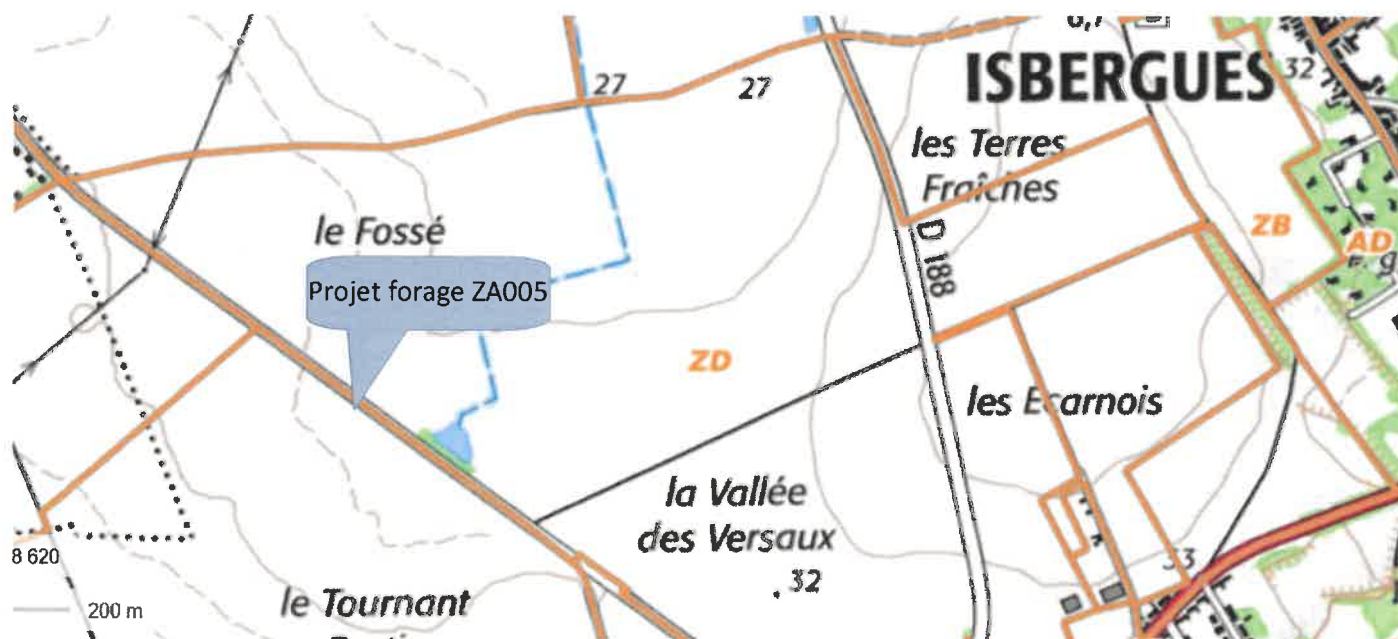 ISBERGUES
32
27
27
les Terres
Fraîches
le Fossé
ZB
AD
D 188
Projet forage ZA005
ZD
les Ecarnois
la Vallée
des Versaux
32
33
8 620
200 m
le Tournant